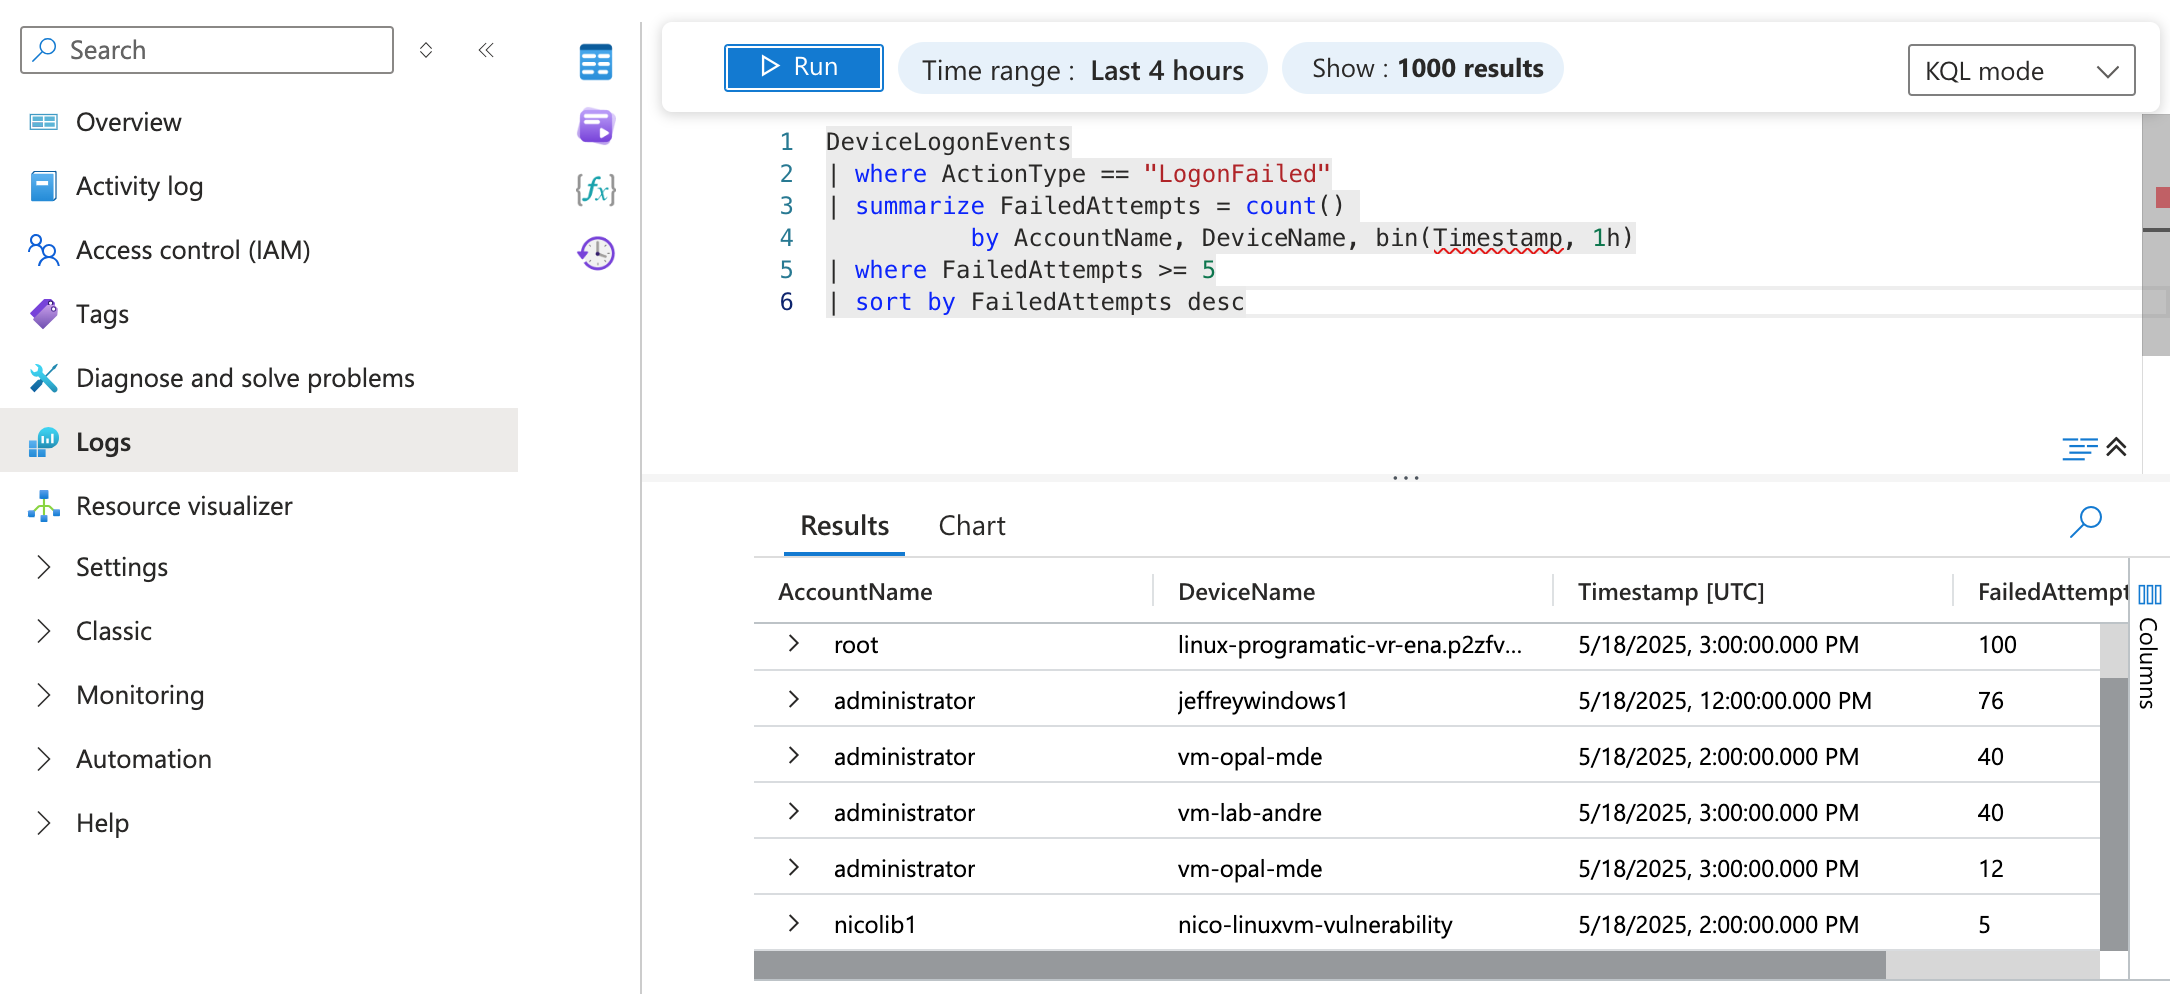 Search
Overview
Activity log
Access control (IAM)
Tags
Diagnose and solve problems
Logs
Resource visualizer
Settings
Classic
Monitoring
Automation
Help
{fx}
Run
Time range : Last 4 hours
Show : 1000 results
KQL mode
1 DeviceLogonEvents
2 | where ActionType == "LogonFailed"
3 | summarize FailedAttempts = count()
4 by AccountName, DeviceName, bin(Timestamp, 1h)
5 | where FailedAttempts >= 5
6 | sort by FailedAttempts desc
Results Chart
AccountName DeviceName Timestamp [UTC] FailedAttempt
root linux-programatic-vr-ena.p2zfv... 5/18/2025, 3:00:00.000 PM 100
administrator jeffreywindows1 5/18/2025, 12:00:00.000 PM 76
administrator vm-opal-mde 5/18/2025, 2:00:00.000 PM 40
administrator vm-lab-andre 5/18/2025, 3:00:00.000 PM 40
administrator vm-opal-mde 5/18/2025, 3:00:00.000 PM 12
nicolib1 nico-linuxvm-vulnerability 5/18/2025, 2:00:00.000 PM 5
Columns